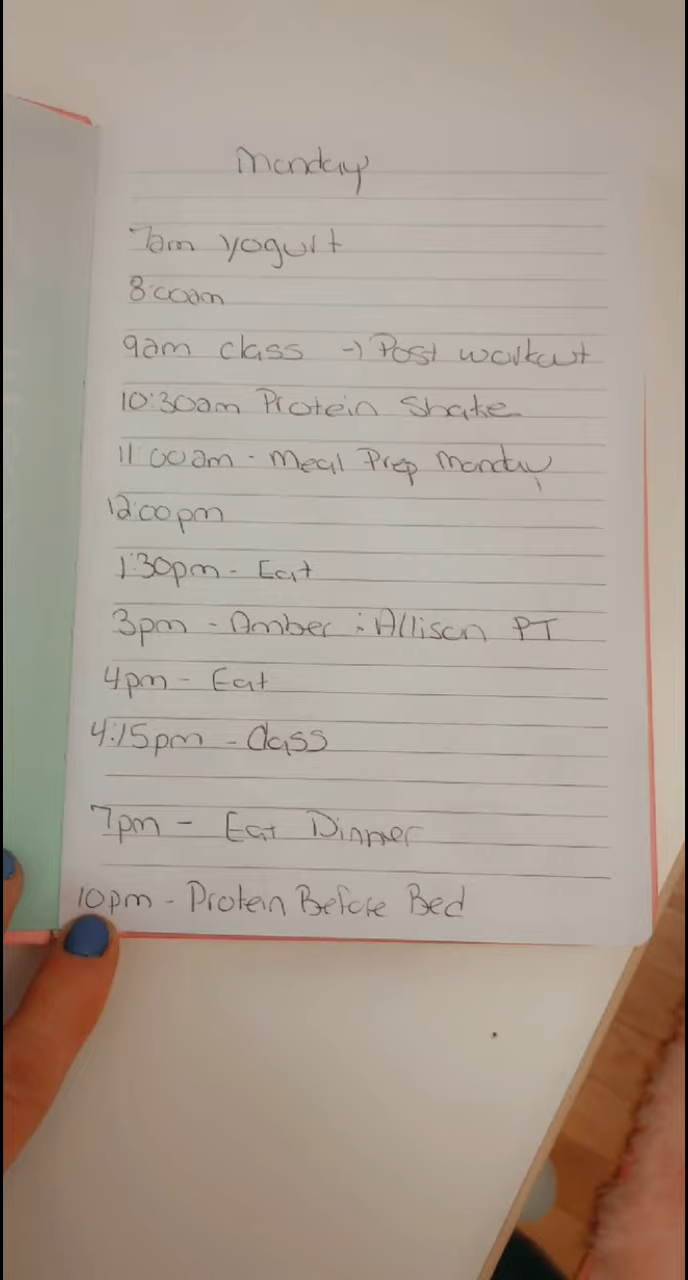 Monday
7am yogurt
8:00am
9am class → Post workout
10:30am Protein Shake
11:00am - Meal Prep Monday
12:00pm
1:30pm - Eat
3pm - Amber : Allison PT
4pm - Eat
4:15pm - Class
7pm - Eat Dinner
10pm - Protein Before Bed